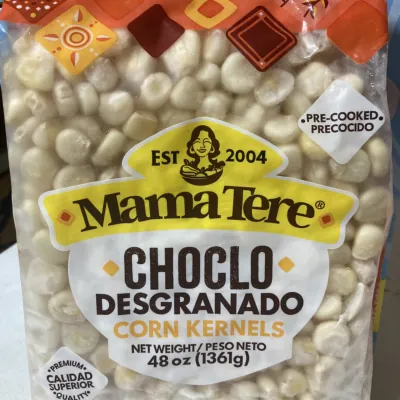 •PRE-COOKED•
PRECOCIDO
EST 2004
Mama Tere®
•CHOCLO•
DESGRANADO
CORN KERNELS
NET WEIGHT/ PESO NETO
48 oz (1361g)
•PREMIUM•
CALIDAD
SUPERIOR
•QUALITY•